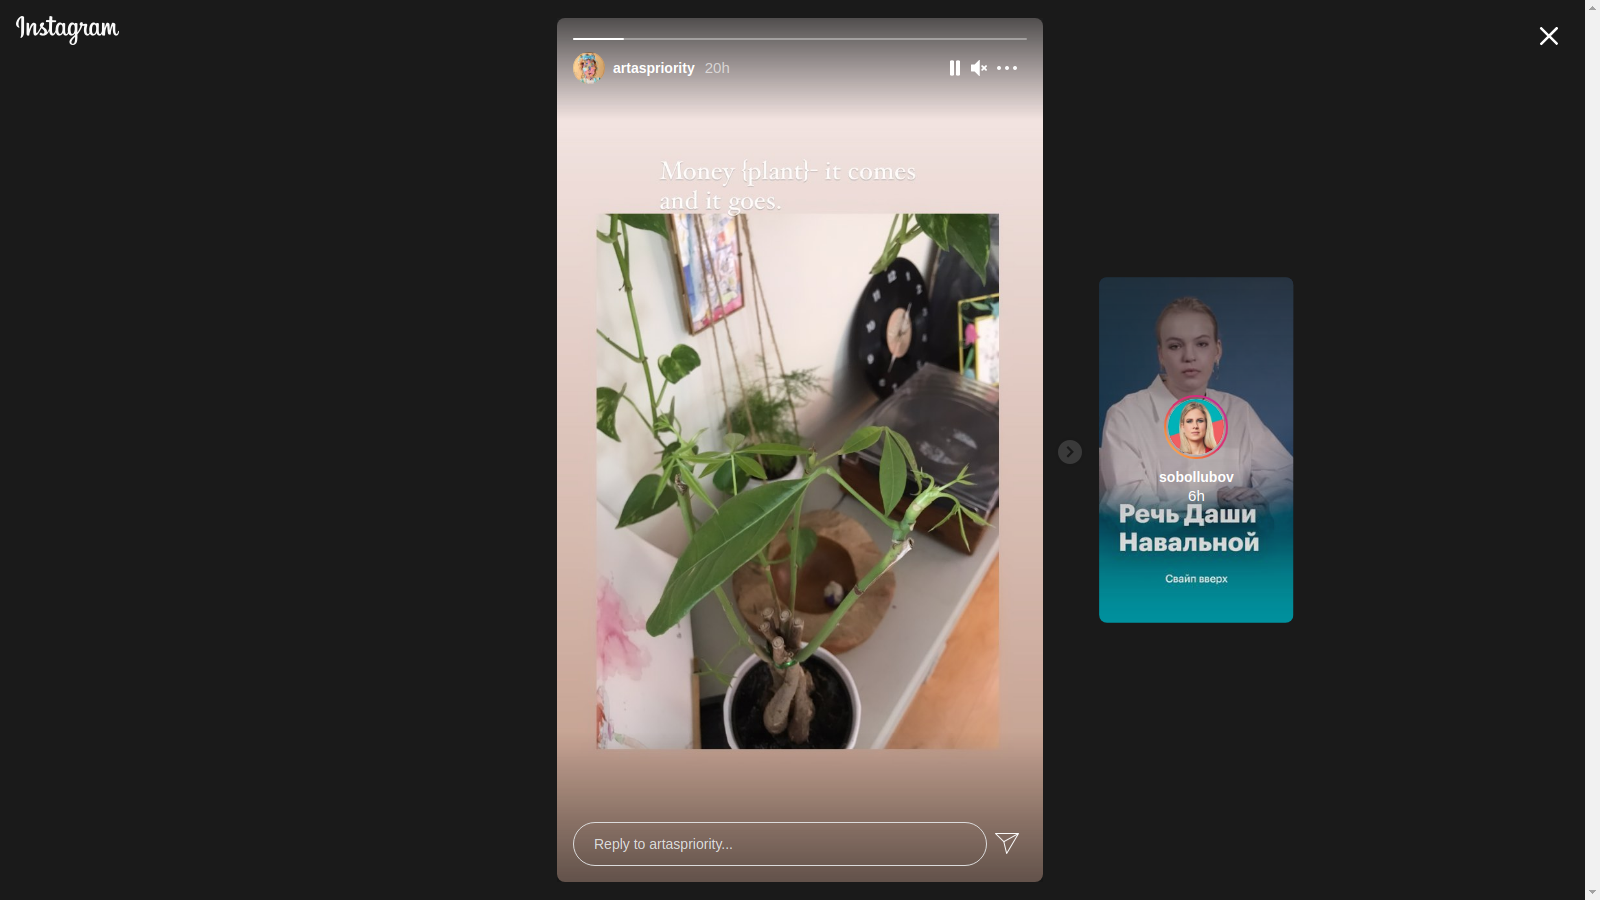 Instagram
artaspriority 20h
Money {plant}- it comes
and it goes.
Reply to artaspriority...
sobollubov
6h
Речь Даши
Навальной
Свайп вверх